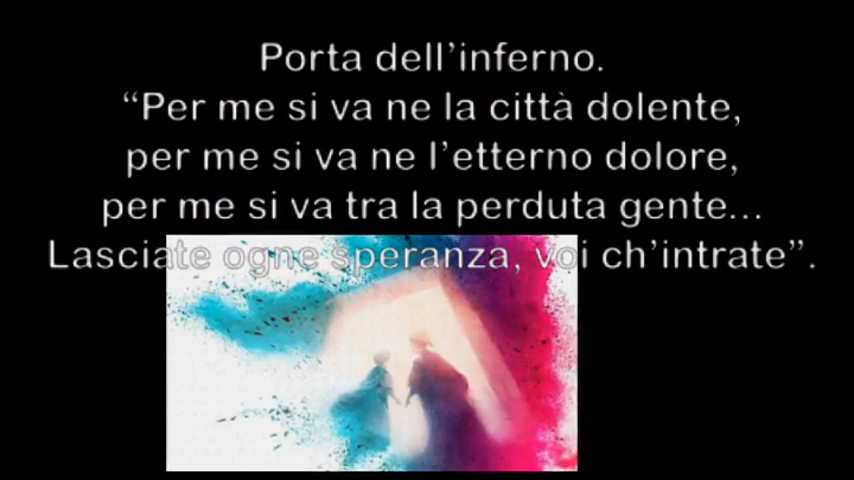 Porta dell’inferno.
“Per me si va ne la città dolente,
per me si va ne l’etterno dolore,
per me si va tra la perduta gente...
Lasciate ogne speranza, voi ch’intrate”.